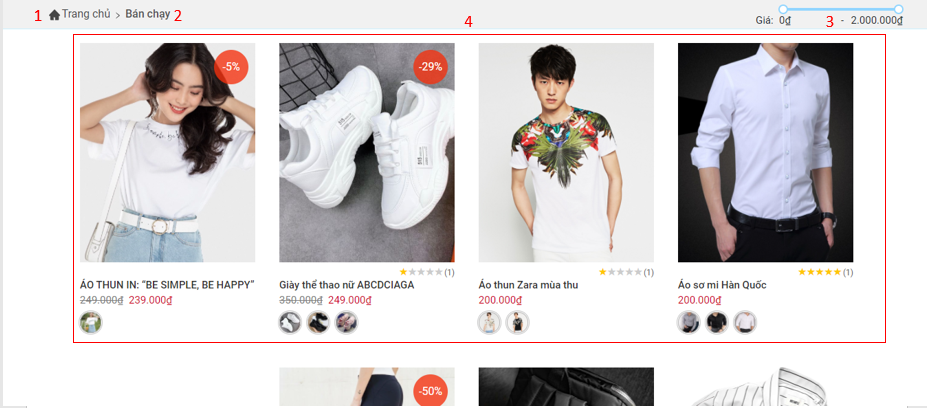 1 Trang chủ > Bán chạy 2
4
Giá: 0₫ 3 - 2.000.000₫
-5%
-29%
(1)
(1)
(1)
ÁO THUN IN: “BE SIMPLE, BE HAPPY”
Giày thể thao nữ ABCDCIAGA
Áo thun Zara mùa thu
Áo sơ mi Hàn Quốc
249.000₫ 239.000₫
350.000₫ 249.000₫
200.000₫
200.000₫
-50%